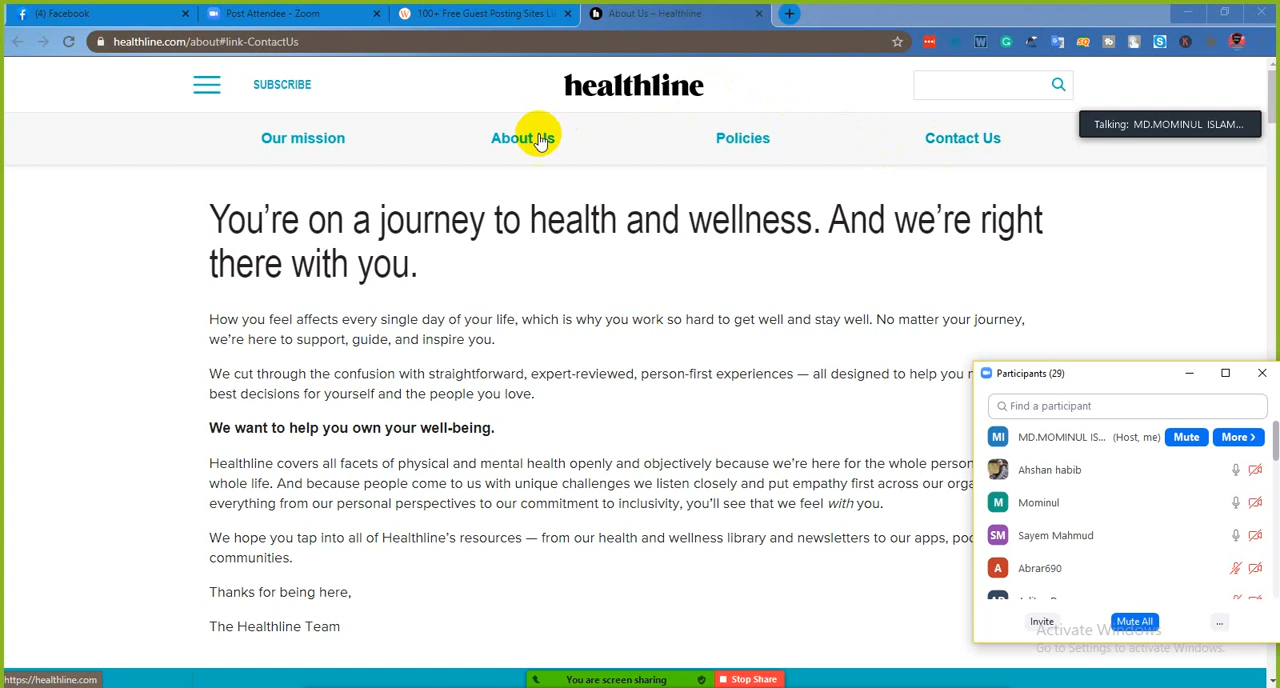 (4) Facebook
Post Attendee - Zoom
100+ Free Guest Posting Sites Li
About Us – Healthline
healthline.com/about#link-ContactUs
SUBSCRIBE
healthline
Our mission
About Us
Policies
Contact Us
Talking: MD.MOMINUL ISLAM...
You're on a journey to health and wellness. And we're right
there with you.
How you feel affects every single day of your life, which is why you work so hard to get well and stay well. No matter your journey,
we're here to support, guide, and inspire you.
We cut through the confusion with straightforward, expert-reviewed, person-first experiences — all designed to help you
best decisions for yourself and the people you love.
We want to help you own your well-being.
Healthline covers all facets of physical and mental health openly and objectively because we're here for the whole person
whole life. And because people come to us with unique challenges we listen closely and put empathy first across our
everything from our personal perspectives to our commitment to inclusivity, you'll see that we feel with you.
We hope you tap into all of Healthline's resources — from our health and wellness library and newsletters to our apps,
communities.
Thanks for being here,
The Healthline Team
Participants (29)
Find a participant
MI MD.MOMINUL IS... (Host, me) Mute More >
Ahshan habib
M Mominul
SM Sayem Mahmud
A Abrar690
Invite Mute All ...
Activate Windows
Go to Settings to activate Windows.
https://healthline.com
You are screen sharing
Stop Share